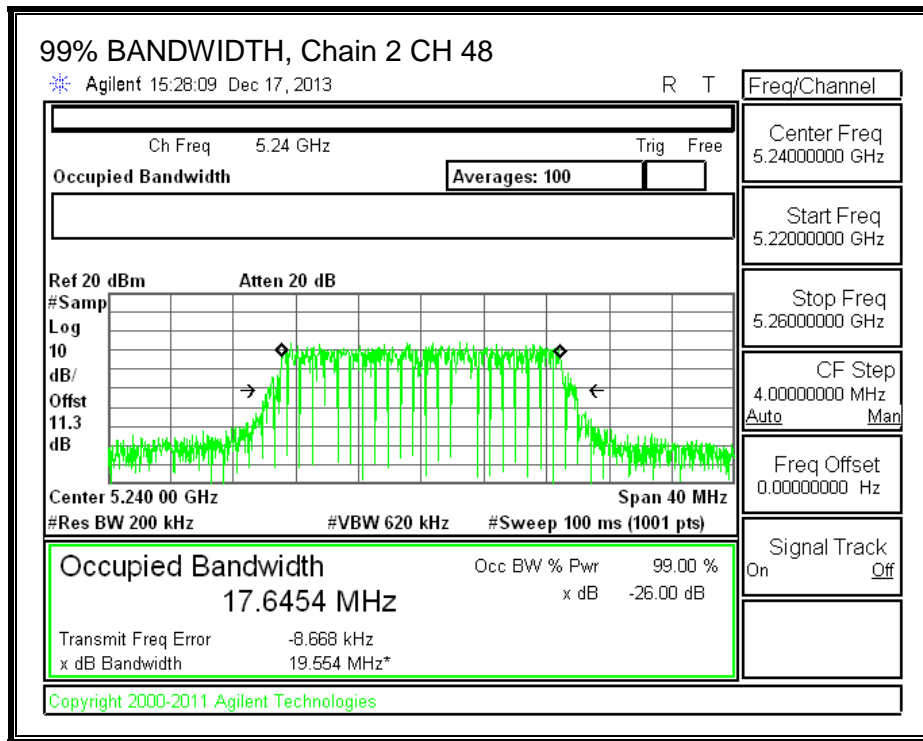 99% BANDWIDTH, Chain 2 CH 48
Agilent 15:28:09 Dec 17, 2013 R T
Ch Freq 5.24 GHz Trig Free
Occupied Bandwidth Averages: 100
Ref 20 dBm Atten 20 dB
#Samp
Log
10
dB/
Offst
11.3
dB
Center 5.240 00 GHz Span 40 MHz
#Res BW 200 kHz #VBW 620 kHz #Sweep 100 ms (1001 pts)
Occupied Bandwidth Occ BW % Pwr 99.00 %
17.6454 MHz x dB -26.00 dB
Transmit Freq Error -8.668 kHz
x dB Bandwidth 19.554 MHz*
Copyright 2000-2011 Agilent Technologies
Freq/Channel
Center Freq
5.24000000 GHz
Start Freq
5.22000000 GHz
Stop Freq
5.26000000 GHz
CF Step
4.00000000 MHz
Auto Man
Freq Offset
0.00000000 Hz
Signal Track
On Off